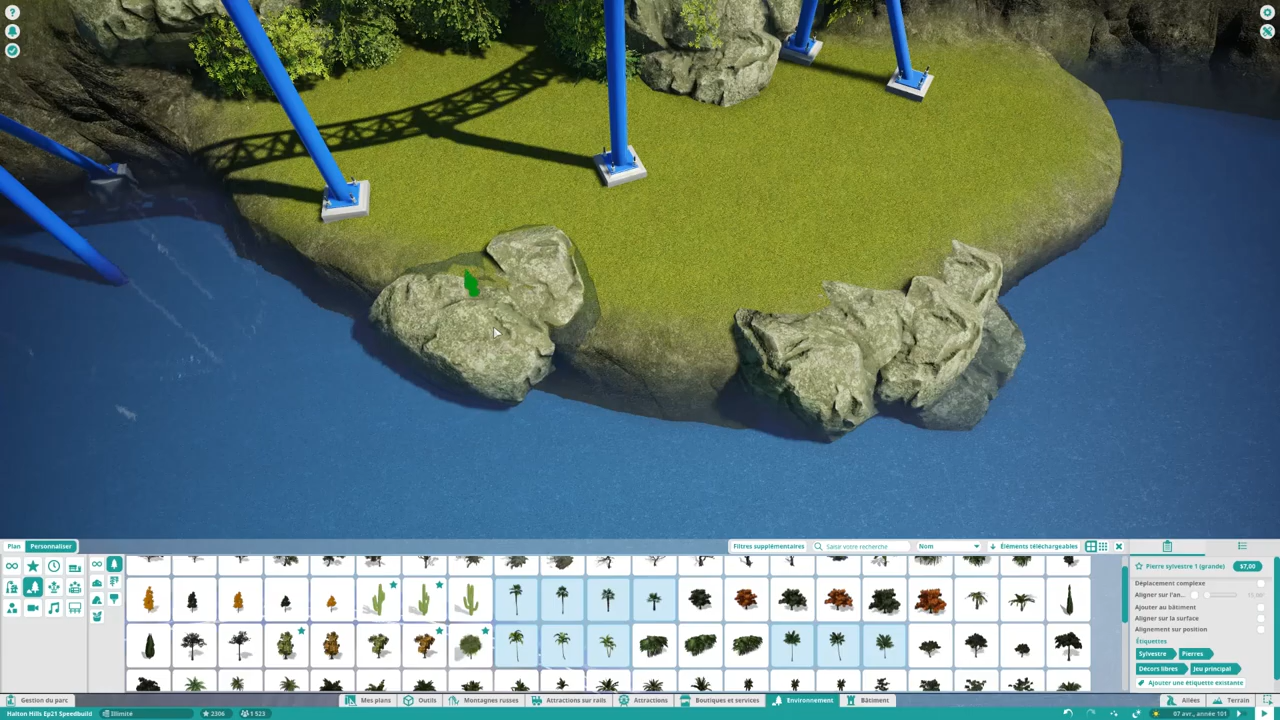 Plan
Personnaliser
Filtres supplémentaires
Saisir votre recherche
Nom
Éléments téléchargeables
Pierre sylvestre 1 (grande)
$7,00
Déplacement complexe
Aligner sur l'an...
Ajouter au bâtiment
Aligner sur la surface
Alignement sur position
Étiquettes
Sylvestre
Pierres
Décors libres
Jeu principal
Ajouter une étiquette existante
Gestion du parc
Mes plans
Outils
Montagnes russes
Attractions sur rails
Attractions
Boutiques et services
Environnement
Bâtiment
Allées
Terrain
Halton Hills Ep21 Speedbuild
Illimité
2306
1 523
07 avr., année 101